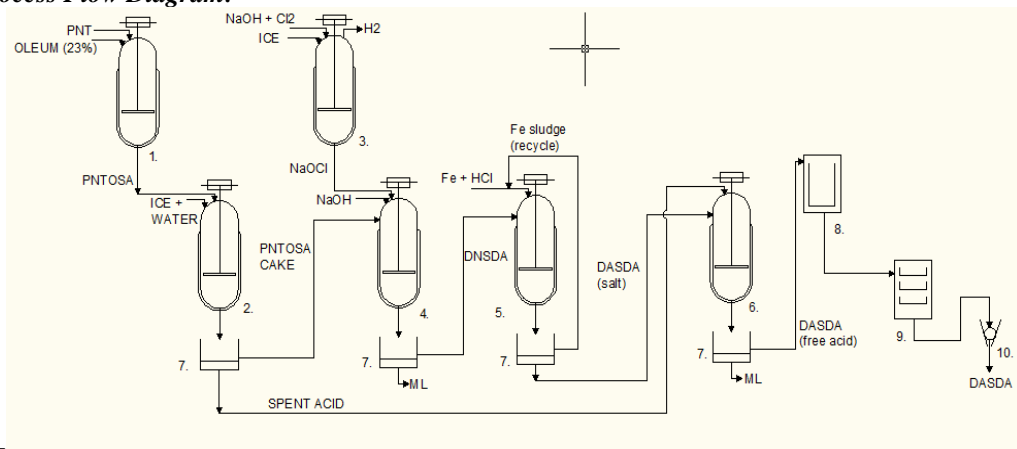 ocess Flow Diagram:
PNT
OLEUM (23%)
NaOH + Cl2
ICE
H2
1.
3.
PNTOSA
NaOCl
ICE +
WATER
NaOH
Fe sludge
(recycle)
Fe + HCl
PNTOSA
CAKE
DNSDA
DASDA
(salt)
2.
4.
5.
6.
8.
7.
7.
7.
7.
DASDA
(free acid)
9.
10.
ML
ML
SPENT ACID
DASDA